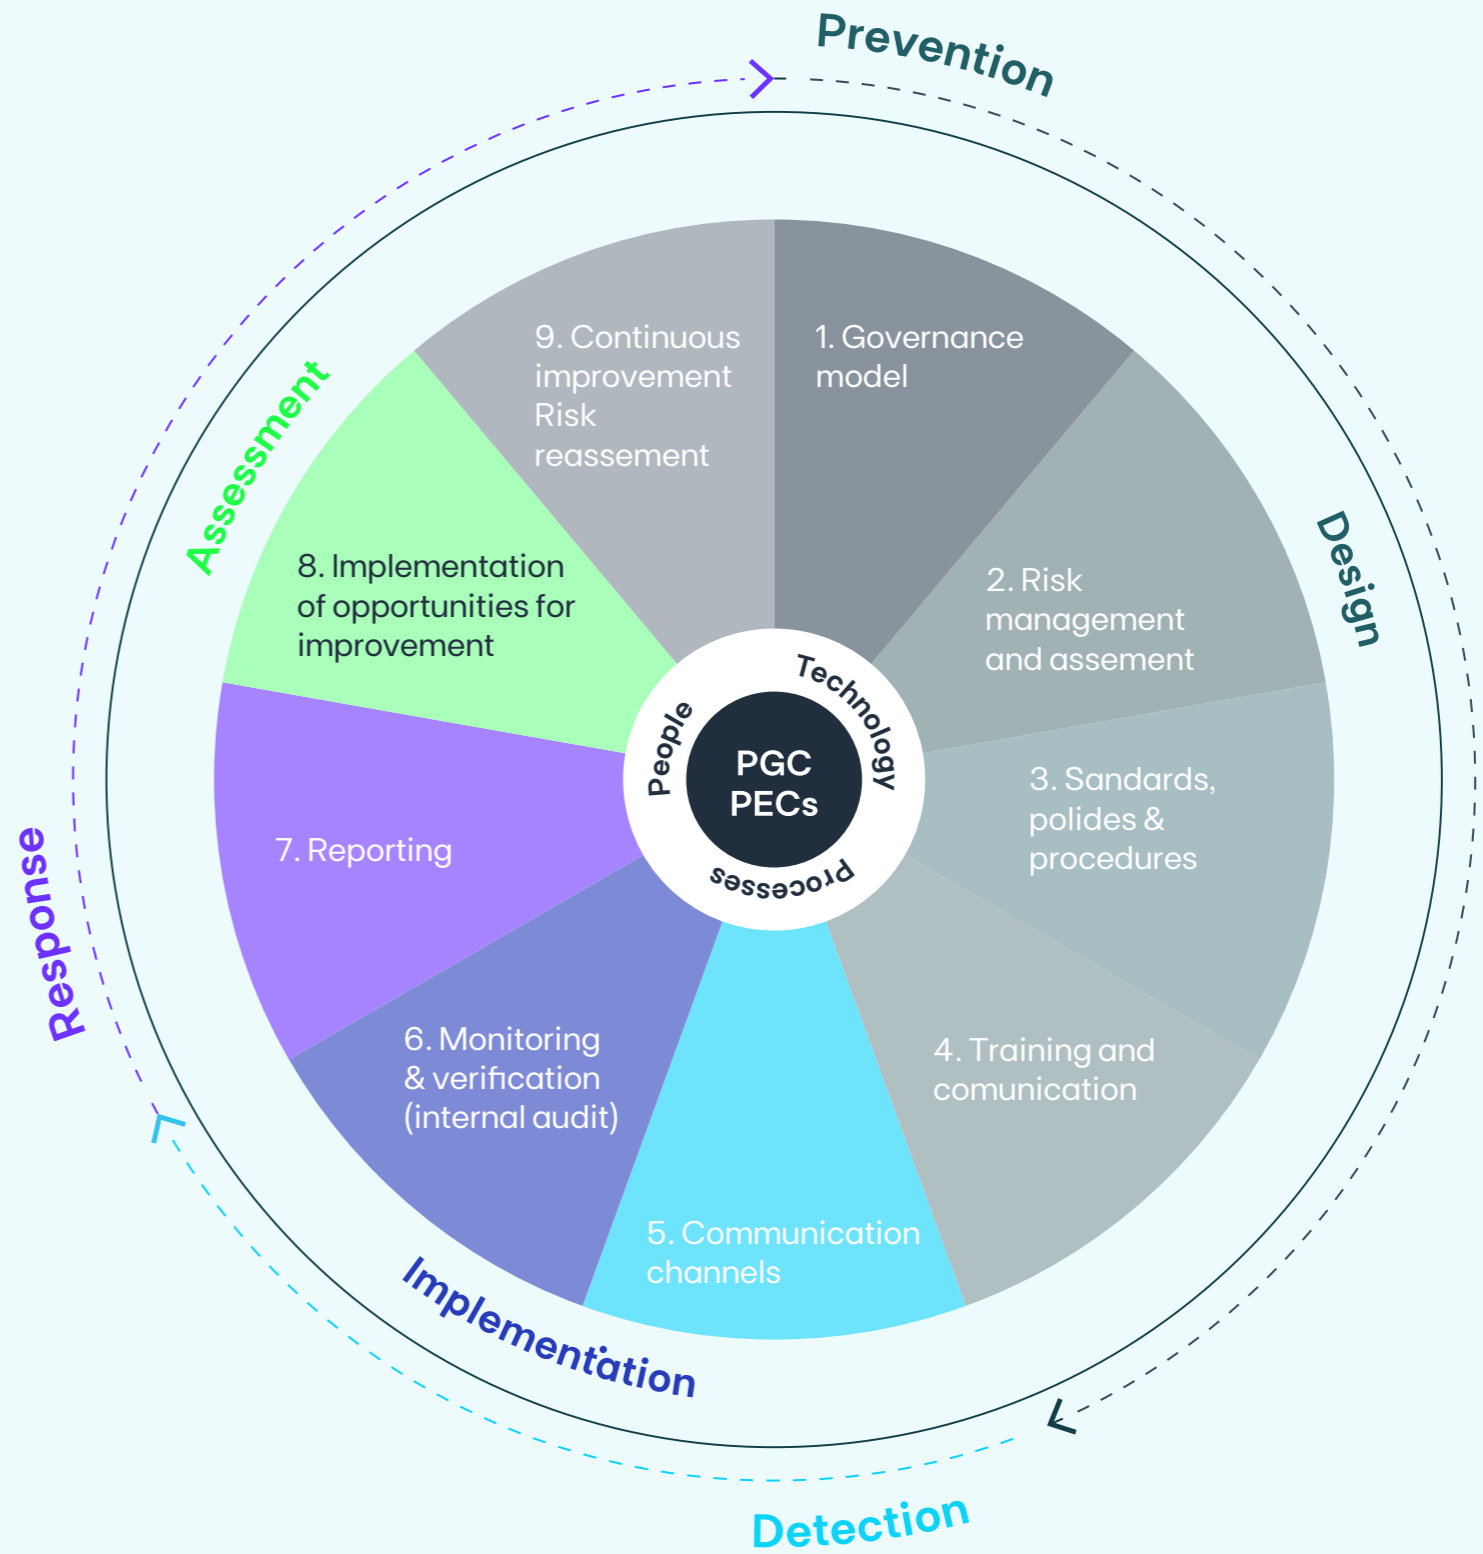 Prevention
Design
Detection
Implementation
Response
Assessment
1. Governance
model
2. Risk
management
and assement
3. Sandards,
polides &
procedures
4. Training and
comunication
5. Communication
channels
6. Monitoring
& verification
(internal audit)
7. Reporting
8. Implementation
of opportunities for
improvement
9. Continuous
improvement
Risk
reassement
Technology
Processes
People
PGC
PECs